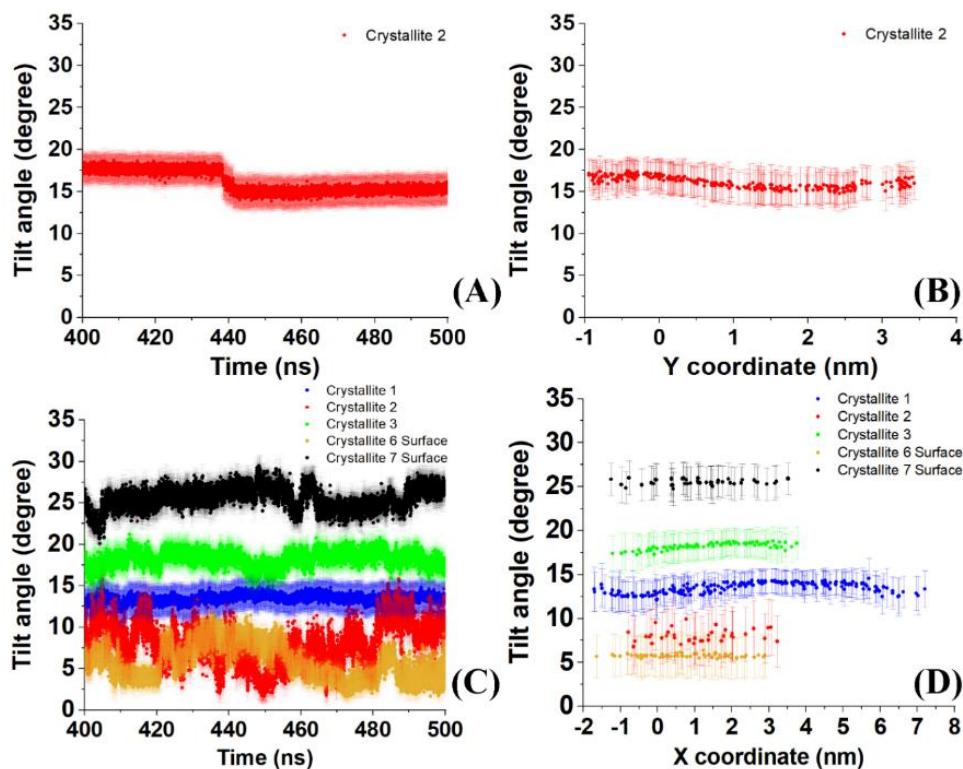 35
30
25
20
15
10
5
0
Tilt angle (degree)
Crystallite 2
(A)
400 420 440 460 480 500
Time (ns)
35
30
25
20
15
10
5
0
Tilt angle (degree)
Crystallite 2
(B)
-1 0 1 2 3 4
Y coordinate (nm)
Crystallite 1
Crystallite 2
Crystallite 3
Crystallite 6 Surface
Crystallite 7 Surface
35
30
25
20
15
10
5
0
Tilt angle (degree)
(C)
400 420 440 460 480 500
Time (ns)
Crystallite 1
Crystallite 2
Crystallite 3
Crystallite 6 Surface
Crystallite 7 Surface
35
30
25
20
15
10
5
0
Tilt angle (degree)
(D)
-2 -1 0 1 2 3 4 5 6 7 8
X coordinate (nm)